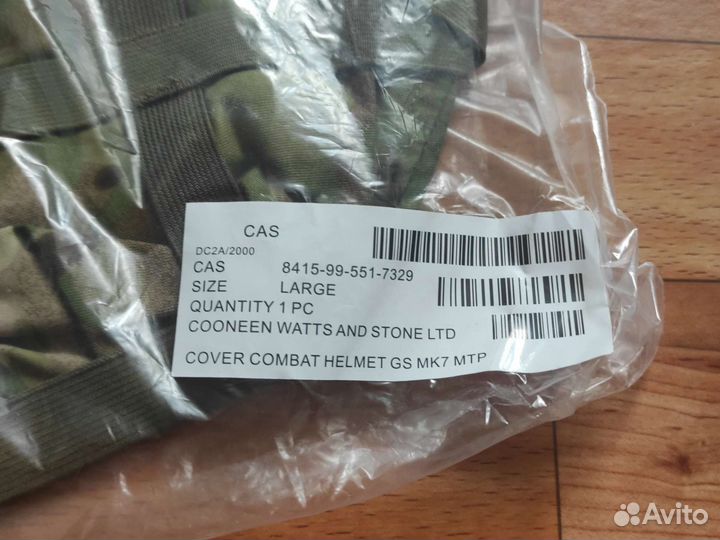 CAS
DC2A/2000
CAS 8415-99-551-7329
SIZE LARGE
QUANTITY 1 PC
COONEEN WATTS AND STONE LTD
COVER COMBAT HELMET GS MK7 MTP
Avito